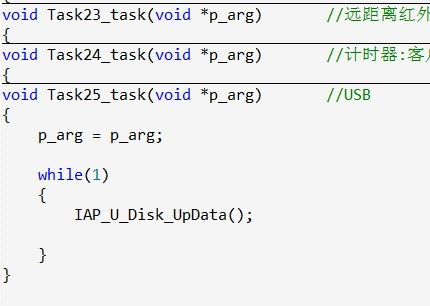 void Task23_task(void *p_arg) //远距离红外
{
void Task24_task(void *p_arg) //计时器:客
{
void Task25_task(void *p_arg) //USB
{
p_arg = p_arg;
while(1)
{
IAP_U_Disk_UpData();
}
}